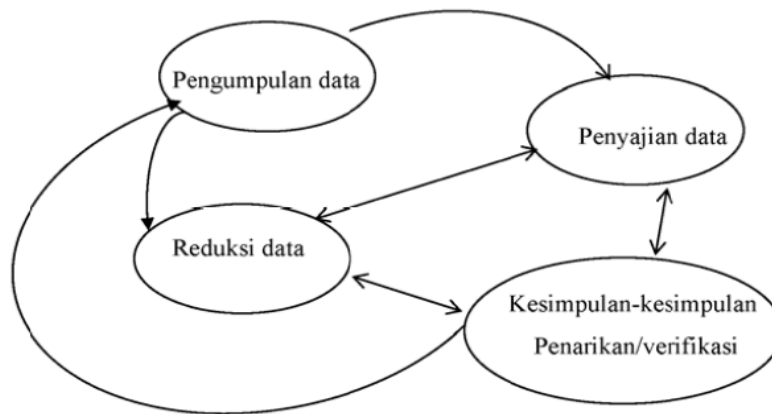 Pengumpulan data
Penyajian data
Reduksi data
Kesimpulan-kesimpulan
Penarikan/verifikasi